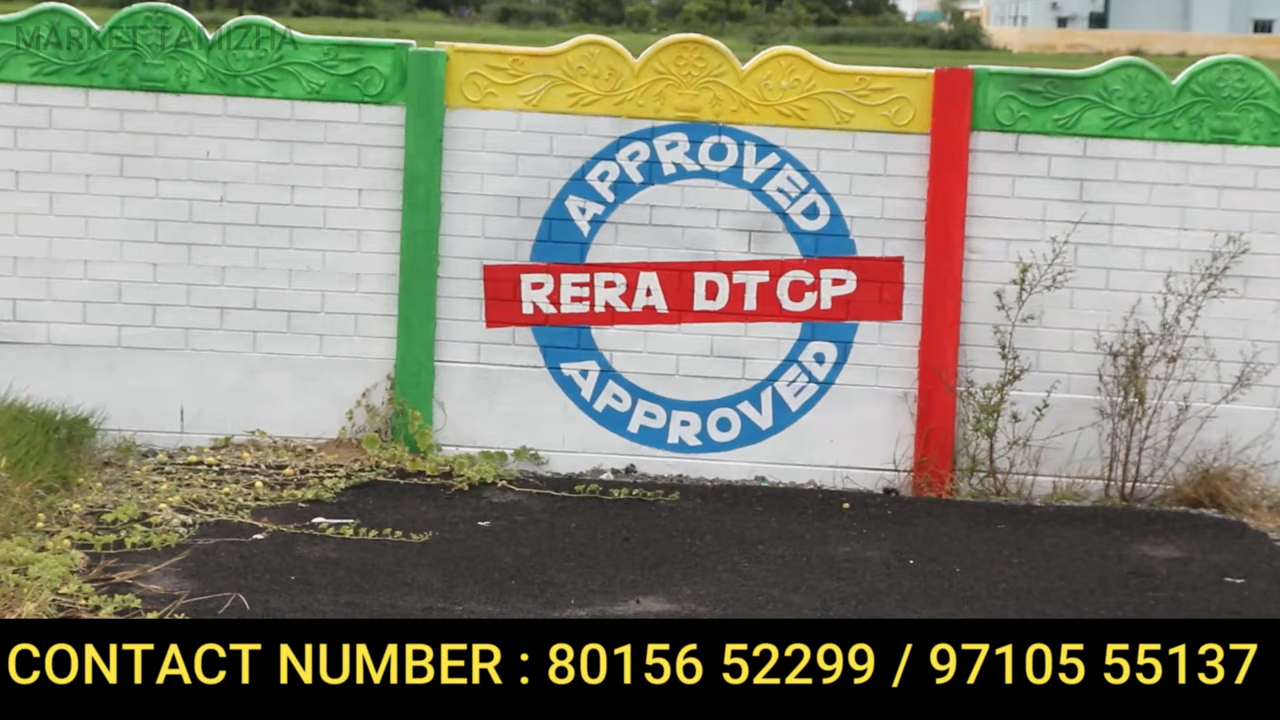 MARKET TAMIZHA
APPROVED
RERA DTCP
APPROVED
CONTACT NUMBER : 80156 52299 / 97105 55137